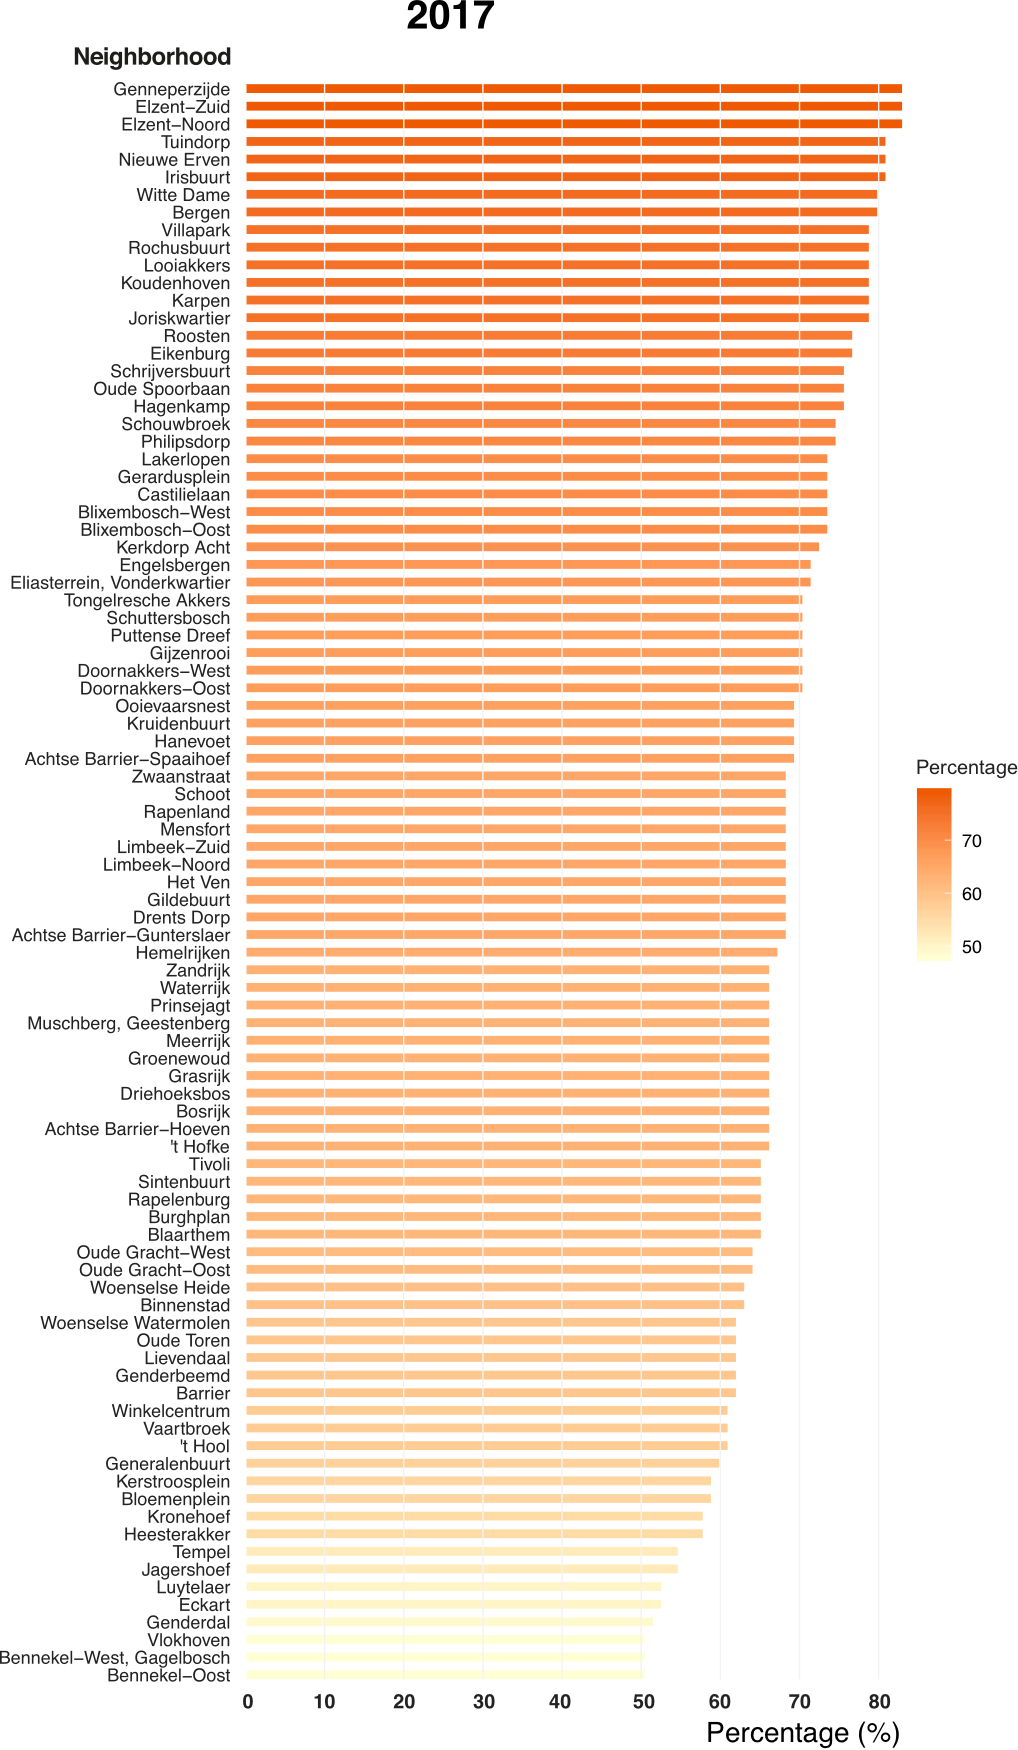 2017
Neighborhood
Genneperzijde
Elzent−Zuid
Elzent−Noord
Tuindorp
Nieuwe Erven
Irisbuurt
Witte Dame
Bergen
Villapark
Rochusbuurt
Looiakkers
Koudenhoven
Karpen
Joriskwartier
Roosten
Eikenburg
Schrijversbuurt
Oude Spoorbaan
Hagenkamp
Schouwbroek
Philipsdorp
Lakerlopen
Gerardusplein
Castilielaan
Blixembosch−West
Blixembosch−Oost
Kerkdorp Acht
Engelsbergen
Eliasterrein, Vonderkwartier
Tongelresche Akkers
Schuttersbosch
Puttense Dreef
Gijzenrooi
Doornakkers−West
Doornakkers−Oost
Ooievaarsnest
Kruidenbuurt
Hanevoet
Achtse Barrier−Spaaihoef
Zwaanstraat
Schoot
Rapenland
Mensfort
Limbeek−Zuid
Limbeek−Noord
Het Ven
Gildebuurt
Drents Dorp
Achtse Barrier−Gunterslaer
Hemelrijken
Zandrijk
Waterrijk
Prinsejagt
Muschberg, Geestenberg
Meerrijk
Groenewoud
Grasrijk
Driehoeksbos
Bosrijk
Achtse Barrier−Hoeven
't Hofke
Tivoli
Sintenbuurt
Rapelenburg
Burghplan
Blaarthem
Oude Gracht−West
Oude Gracht−Oost
Woenselse Heide
Binnenstad
Woenselse Watermolen
Oude Toren
Lievendaal
Genderbeemd
Barrier
Winkelcentrum
Vaartbroek
't Hool
Generalenbuurt
Kerstroosplein
Bloemenplein
Kronehoef
Heesterakker
Tempel
Jagershoef
Luytelaer
Eckart
Genderdal
Vlokhoven
Bennekel−West, Gagelbosch
Bennekel−Oost
0 10 20 30 40 50 60 70 80
Percentage (%)
Percentage
70
60
50